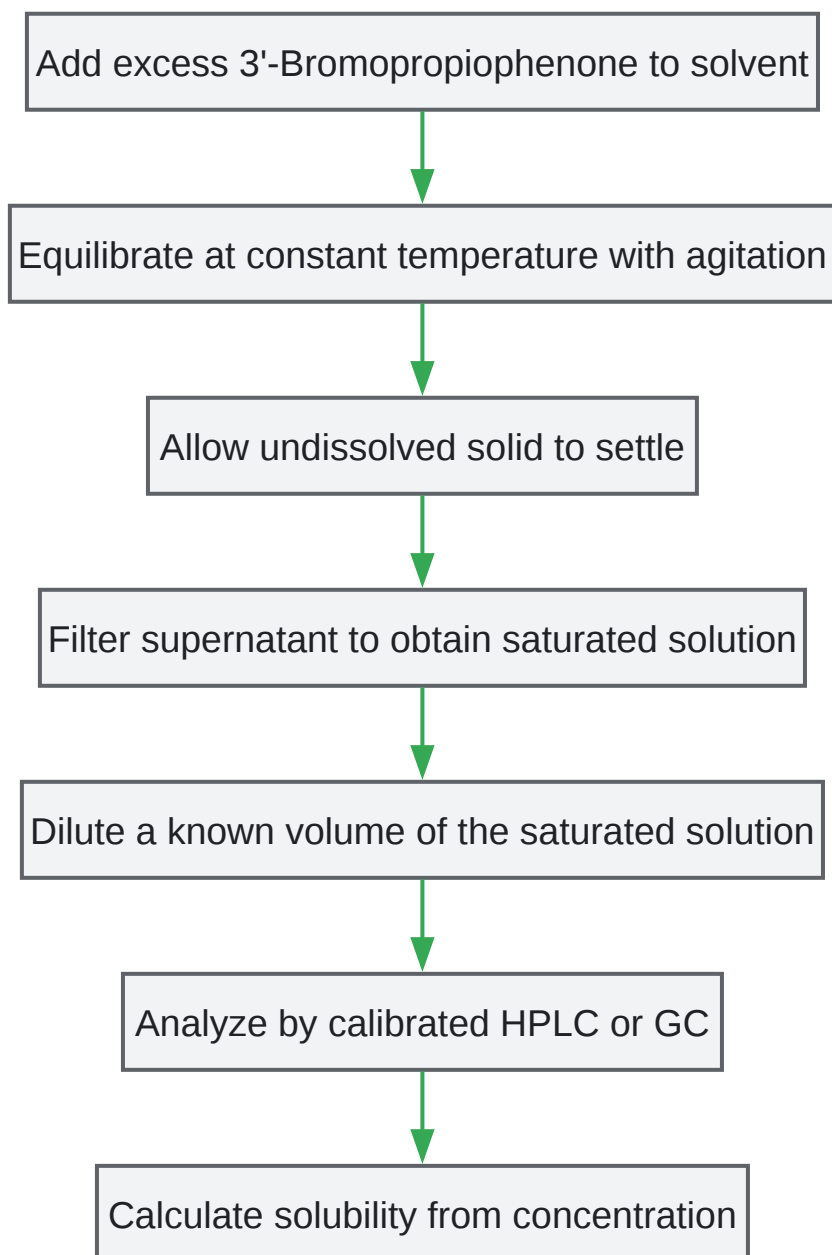 Add excess 3'-Bromopropiophenone to solvent
Equilibrate at constant temperature with agitation
Allow undissolved solid to settle
Filter supernatant to obtain saturated solution
Dilute a known volume of the saturated solution
Analyze by calibrated HPLC or GC
Calculate solubility from concentration